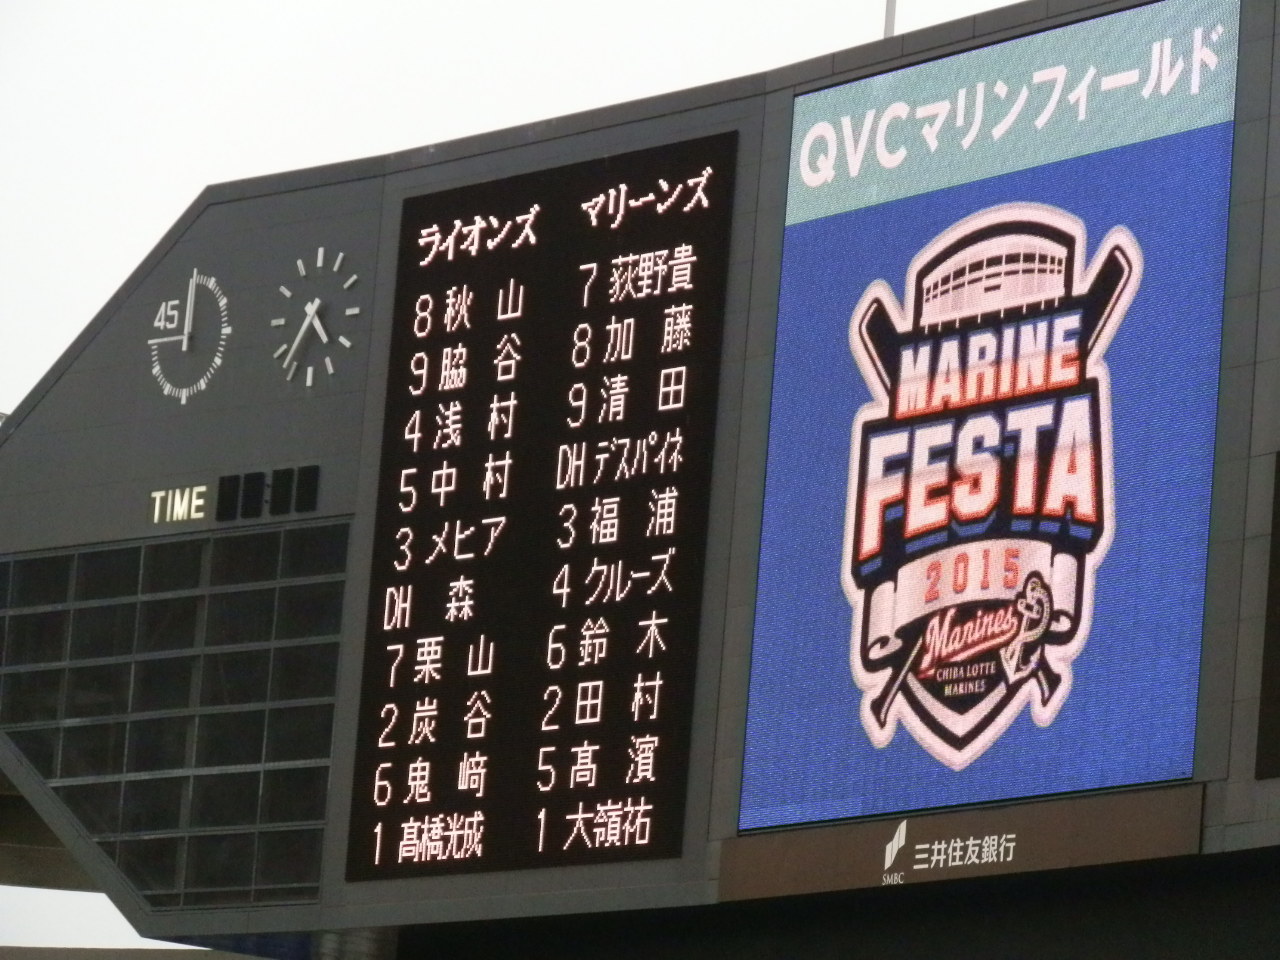 45
TIME
ライオンズ
8 秋山
9 脇谷
4 浅村
5 中村
3 メヒア
DH 森
7 栗山
2 炭谷
6 鬼﨑
1 髙橋光成
マリーンズ
7 荻野貴
8 加藤
9 清田
DH デスパイネ
3 福浦
4 クルーズ
6 鈴木
2 田村
5 髙濱
1 大嶺祐
QVCマリンフィールド
MARINE
FESTA
2015
Marines
CHIBA LOTTE
MARINES
SMBC
三井住友銀行